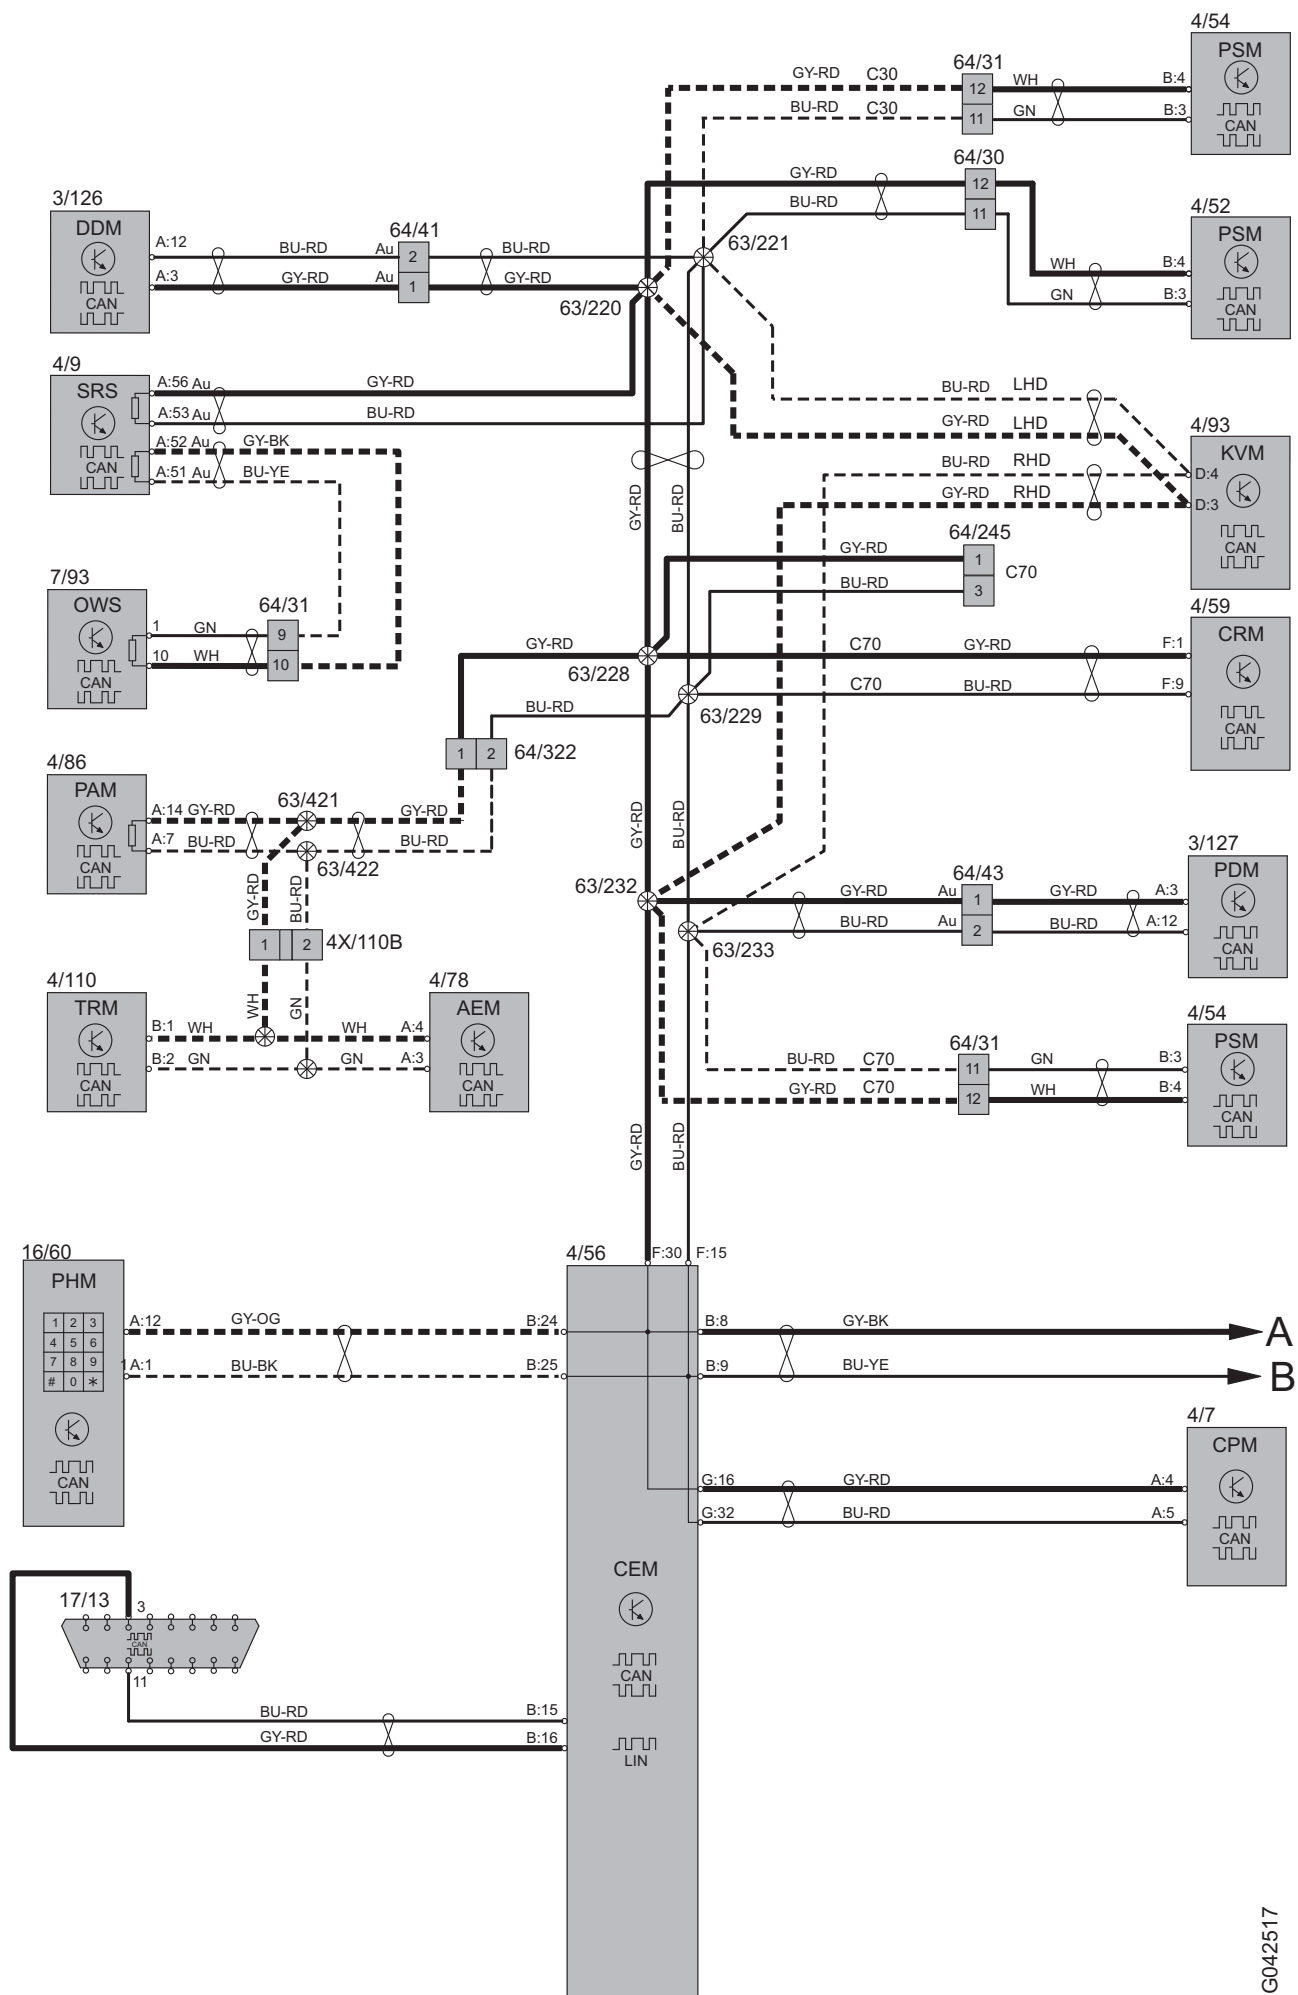 4/54
PSM
CAN
B:4
B:3
64/31
12
11
GY-RD C30
BU-RD C30
WH
GN
64/30
12
11
GY-RD
BU-RD
4/52
PSM
CAN
B:4
B:3
WH
GN
3/126
DDM
CAN
A:12
A:3
BU-RD
GY-RD
Au
Au
64/41
2
1
BU-RD
GY-RD
63/221
63/220
4/9
SRS
CAN
A:56 Au
A:53 Au
A:52 Au
A:51 Au
GY-RD
BU-RD
GY-BK
BU-YE
BU-RD LHD
GY-RD LHD
BU-RD RHD
GY-RD RHD
4/93
KVM
CAN
D:4
D:3
GY-RD
BU-RD
64/245
1
3
C70
GY-RD
BU-RD
7/93
OWS
CAN
1
10
GN
WH
64/31
9
10
4/59
CRM
CAN
F:1
F:9
C70 GY-RD
C70 BU-RD
GY-RD
63/228
BU-RD
63/229
1
2
64/322
4/86
PAM
CAN
A:14 GY-RD
A:7 BU-RD
63/421
63/422
GY-RD
BU-RD
GY-RD
BU-RD
GY-RD
BU-RD
1
2
4X/110B
63/232
63/233
GY-RD
BU-RD
Au
Au
64/43
1
2
GY-RD
BU-RD
A:3
A:12
3/127
PDM
CAN
4/110
TRM
CAN
B:1 WH
B:2 GN
WH
GN
WH A:4
GN A:3
4/78
AEM
CAN
4/54
PSM
CAN
B:3
B:4
BU-RD C70
GY-RD C70
64/31
11
12
GN
WH
GY-RD
BU-RD
16/60
PHM
1 2 3
4 5 6
7 8 9
# 0 *
CAN
A:12
1 A:1
GY-OG
BU-BK
B:24
B:25
4/56
F:30
F:15
B:8
B:9
GY-BK
BU-YE
A
B
G:16
G:32
GY-RD
BU-RD
A:4
A:5
4/7
CPM
CAN
CEM
CAN
LIN
17/13
3
CAN
11
BU-RD
GY-RD
B:15
B:16
G042517